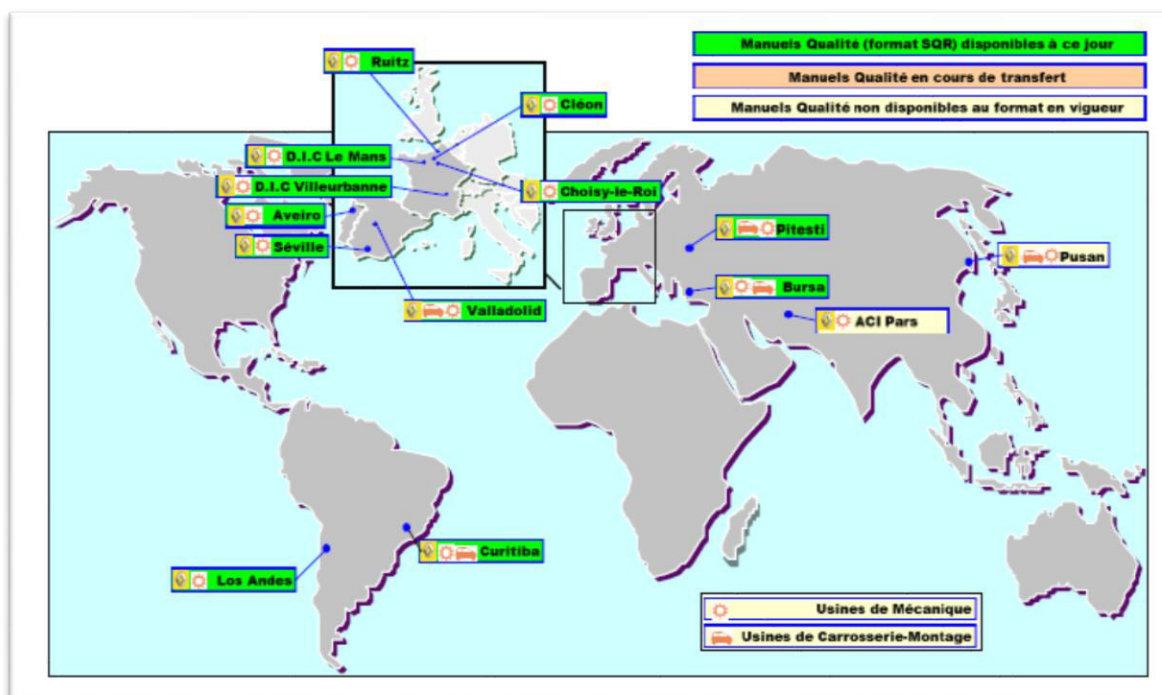 Manuels Qualité (format SQR) disponibles à ce jour
Manuels Qualité en cours de transfert
Manuels Qualité non disponibles au format en vigueur
Ruitz
Cléon
D.I.C Le Mans
D.I.C Villeurbanne
Choisy-le-Roi
Aveiro
Séville
Valladolid
Pitesti
Pusan
Bursa
ACI Pars
Curitiba
Los Andes
Usines de Mécanique
Usines de Carrosserie-Montage